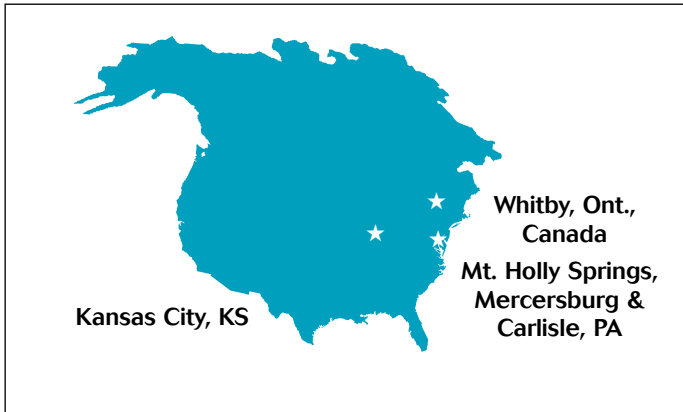 Whitby, Ont.,
Canada
Mt. Holly Springs,
Mercersburg &
Carlisle, PA
Kansas City, KS